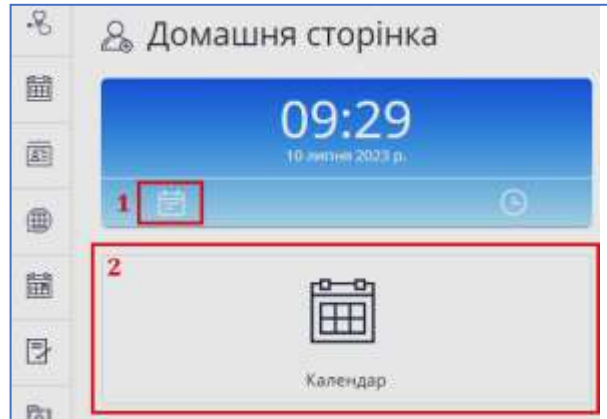 Домашня сторінка
09:29
10 липня 2023 р.
1
2
Календар